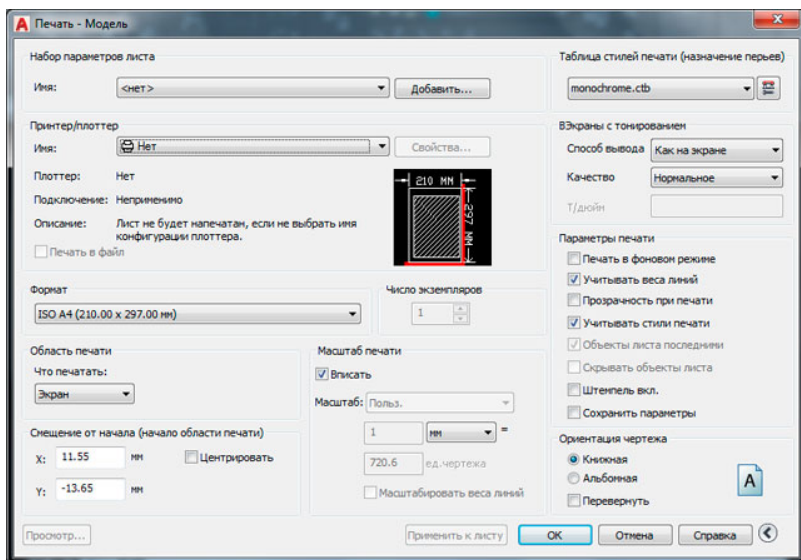 Печать - Модель
Набор параметров листа
Имя:
<нет>
Добавить...
Таблица стилей печати (назначение перьев)
monochrome.ctb
Принтер/плоттер
Имя:
Нет
Свойства...
Плоттер:
Нет
Подключение:
Неприменино
Описание:
Лист не будет напечатан, если не выбрать имя
конфигурации плоттера.
Печать в файл
210 MM
297 MM
ВЭкраны с тонированием
Способ вывода
Как на экране
Качество
Нормальное
Т/дюйм
Формат
ISO A4 (210.00 x 297.00 мм)
Число экземпляров
1
Параметры печати
Печать в фоновом режиме
Учитывать веса линий
Прозрачность при печати
Учитывать стили печати
Объекты листа последними
Скрывать объекты листа
Штемпель вкл.
Сохранить параметры
Область печати
Что печатать:
Экран
Масштаб печати
Вписать
Масштаб:
Польз.
1
мм
=
720.6
ед.чертежа
Масштабировать веса линий
Смещение от начала (начало области печати)
X:
11.55
мм
Центрировать
Y:
-13.65
мм
Ориентация чертежа
Книжная
Альбомная
Перевернуть
A
Просмотр...
Применить к листу
ОК
Отмена
Справка